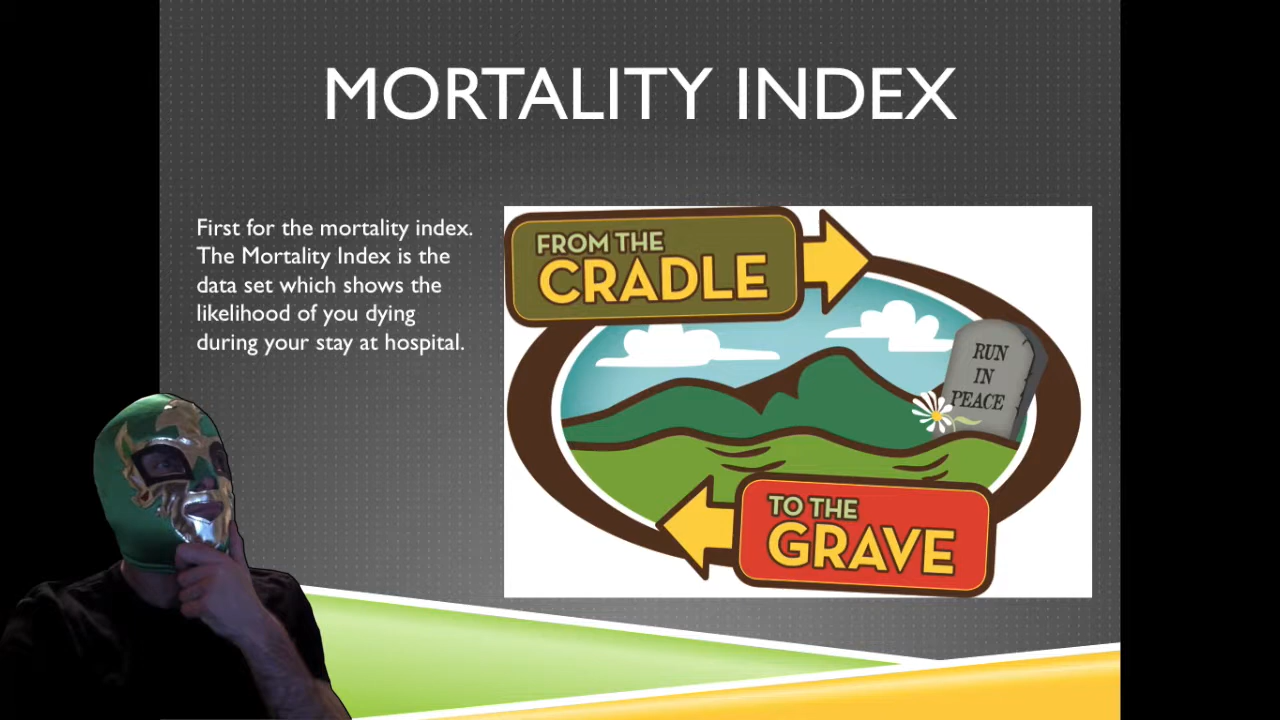 MORTALITY INDEX
First for the mortality index.
The Mortality Index is the
data set which shows the
likelihood of you dying
during your stay at hospital.
FROM THE
CRADLE
RUN
IN
PEACE
TO THE
GRAVE